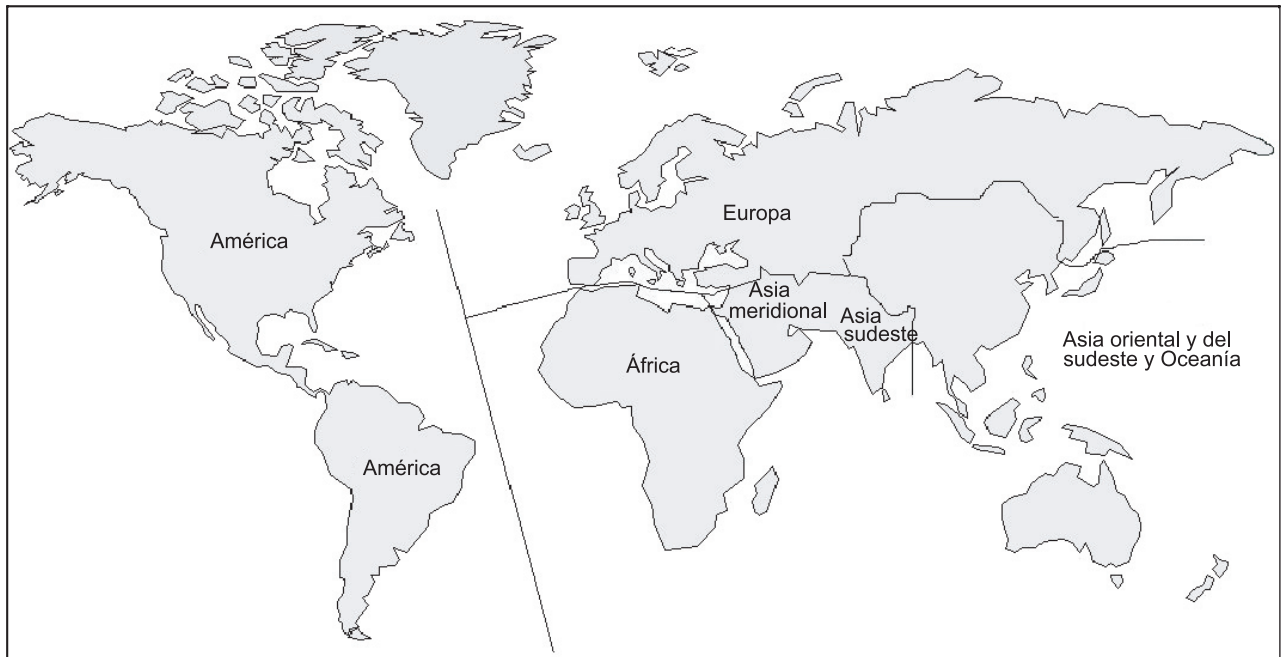 América
Europa
Asia
meridional
Asia
sudeste
África
Asia oriental y del
sudeste y Oceanía
América